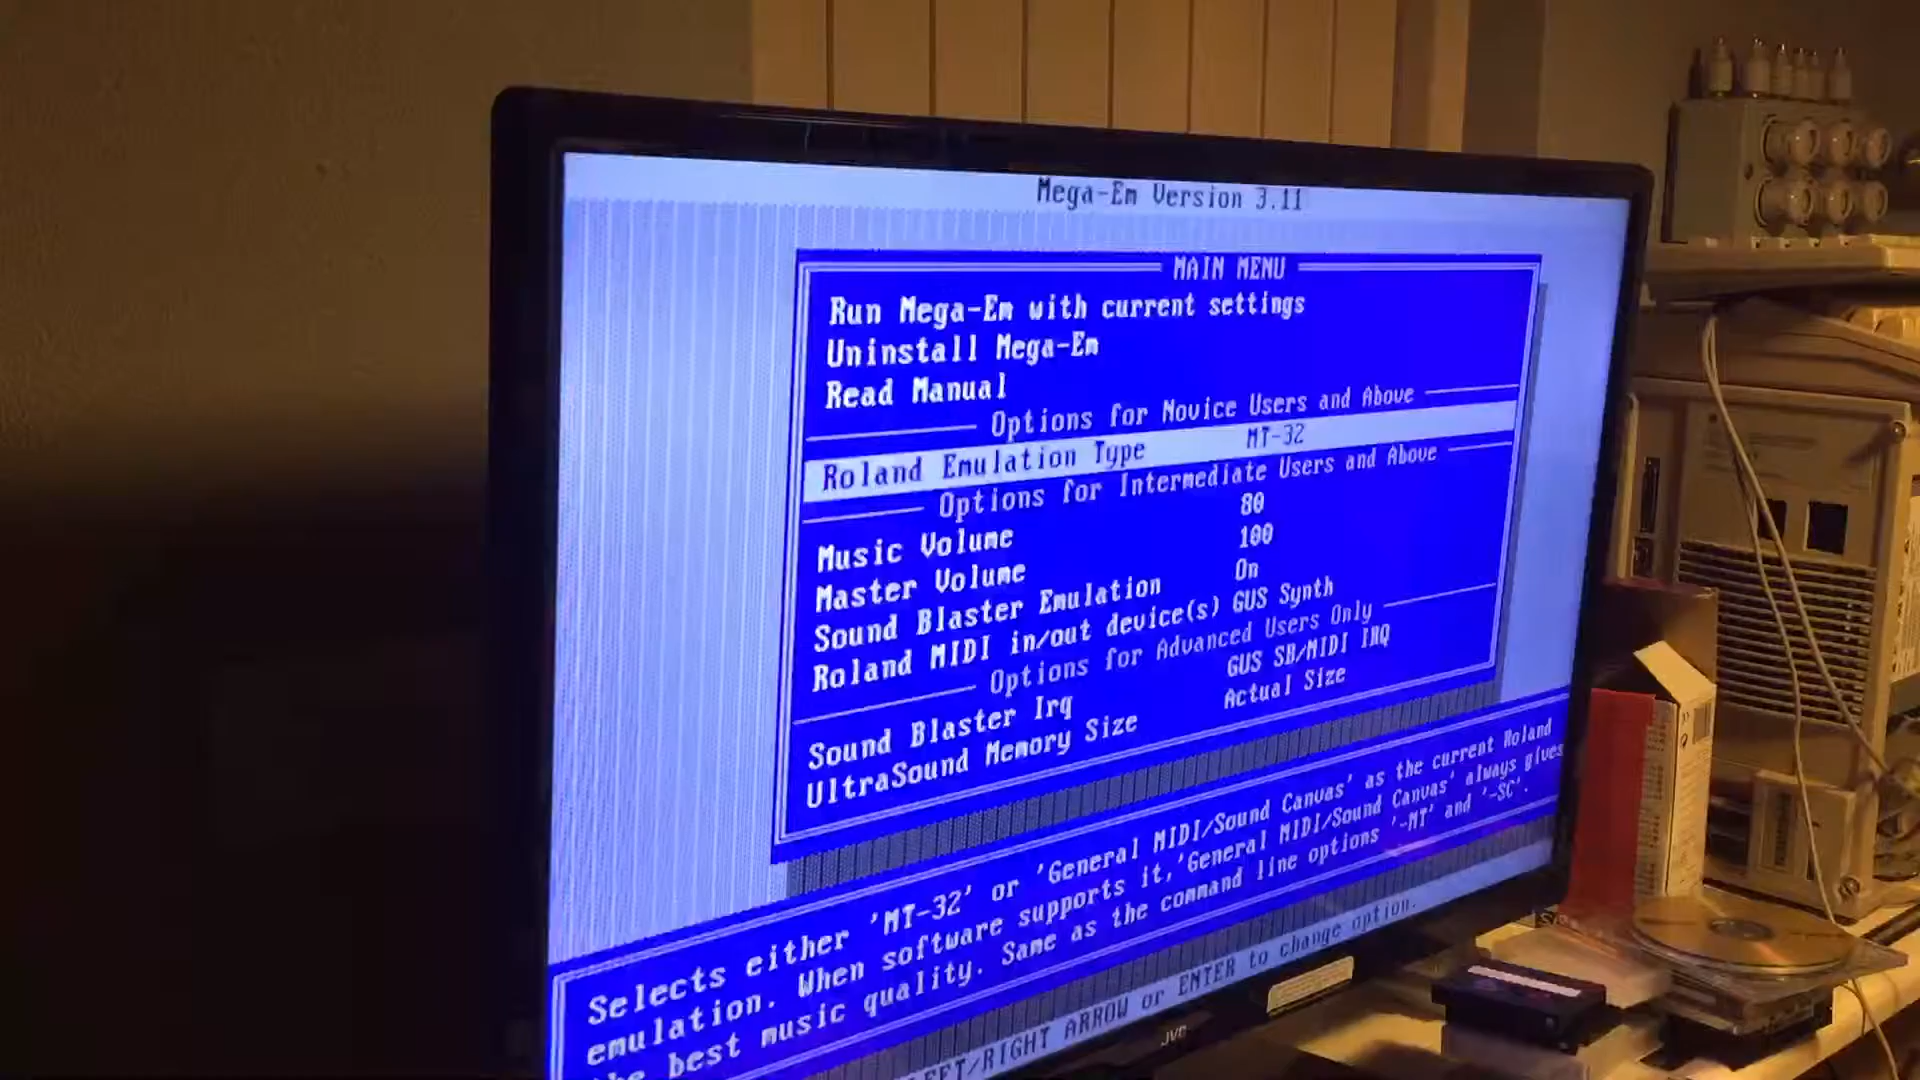 Mega-Em Version 3.11
MAIN MENU
Run Mega-Em with current settings
Uninstall Mega-Em
Read Manual
Options for Novice Users and Above
Roland Emulation Type MT-32
Options for Intermediate Users and Above
Music Volume 80
Master Volume 100
Sound Blaster Emulation On
Roland MIDI in/out device(s) GUS Synth
Options for Advanced Users Only
Sound Blaster Irq GUS SB/MIDI IRQ
UltraSound Memory Size Actual Size
Selects either 'MT-32' or 'General MIDI/Sound Canvas' as the current Roland
emulation. When software supports it,'General MIDI/Sound Canvas' always gives
the best music quality. Same as the command line options '-MT' and '-SC'.
LEFT/RIGHT ARROW or ENTER to change option.
JVC